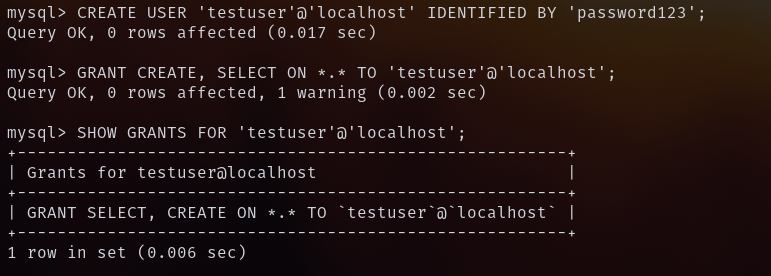 mysql> CREATE USER 'testuser'@'localhost' IDENTIFIED BY 'password123';
Query OK, 0 rows affected (0.017 sec)
mysql> GRANT CREATE, SELECT ON *.* TO 'testuser'@'localhost';
Query OK, 0 rows affected, 1 warning (0.002 sec)
mysql> SHOW GRANTS FOR 'testuser'@'localhost';
+-------------------------------------------------------+
| Grants for testuser@localhost                         |
+-------------------------------------------------------+
| GRANT SELECT, CREATE ON *.* TO `testuser`@`localhost` |
+-------------------------------------------------------+
1 row in set (0.006 sec)